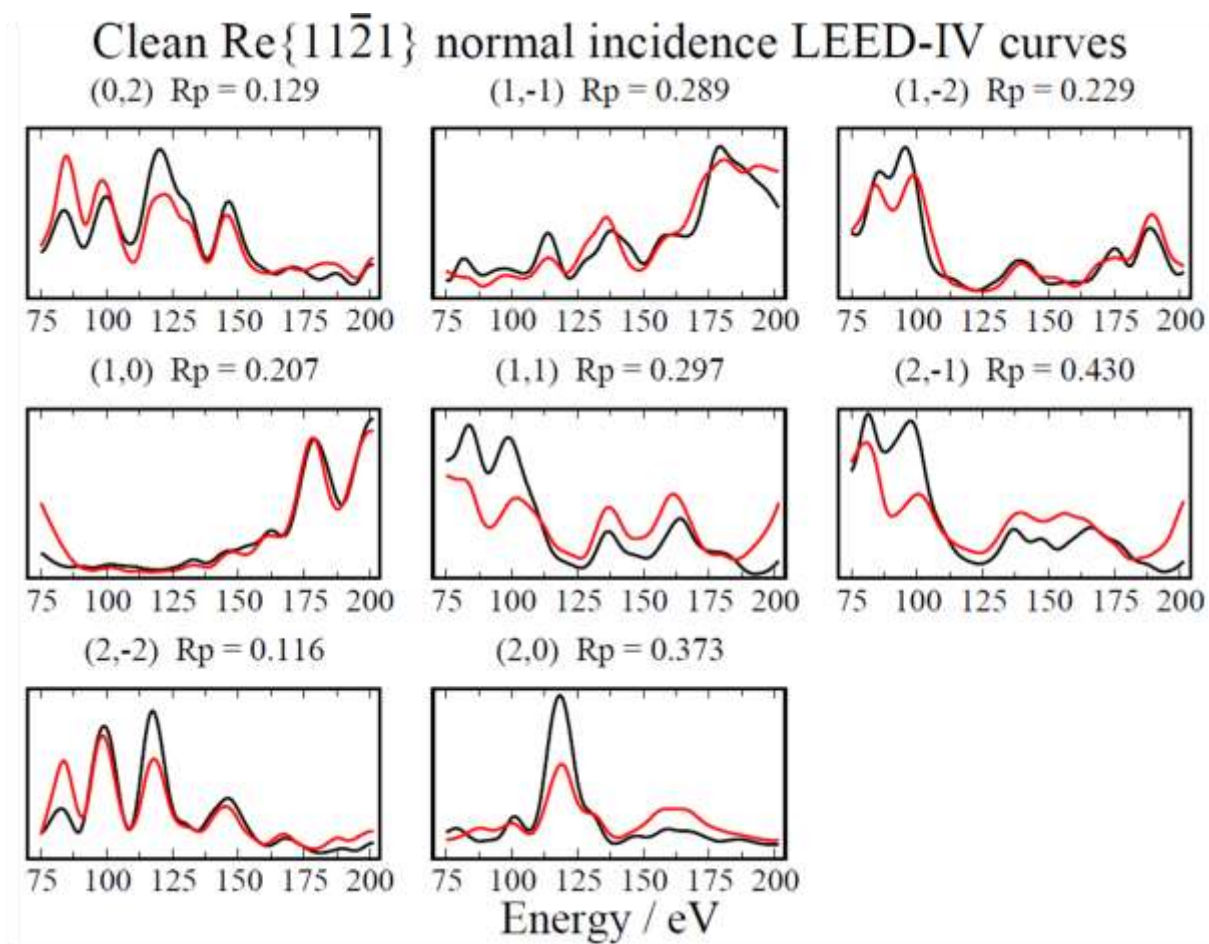 Clean Re{112̄1} normal incidence LEED-IV curves
(0,2) Rp = 0.129 (1,-1) Rp = 0.289 (1,-2) Rp = 0.229
75 100 125 150 175 200 75 100 125 150 175 200 75 100 125 150 175 200
(1,0) Rp = 0.207 (1,1) Rp = 0.297 (2,-1) Rp = 0.430
75 100 125 150 175 200 75 100 125 150 175 200 75 100 125 150 175 200
(2,-2) Rp = 0.116 (2,0) Rp = 0.373
75 100 125 150 175 200 75 100 125 150 175 200
Energy / eV